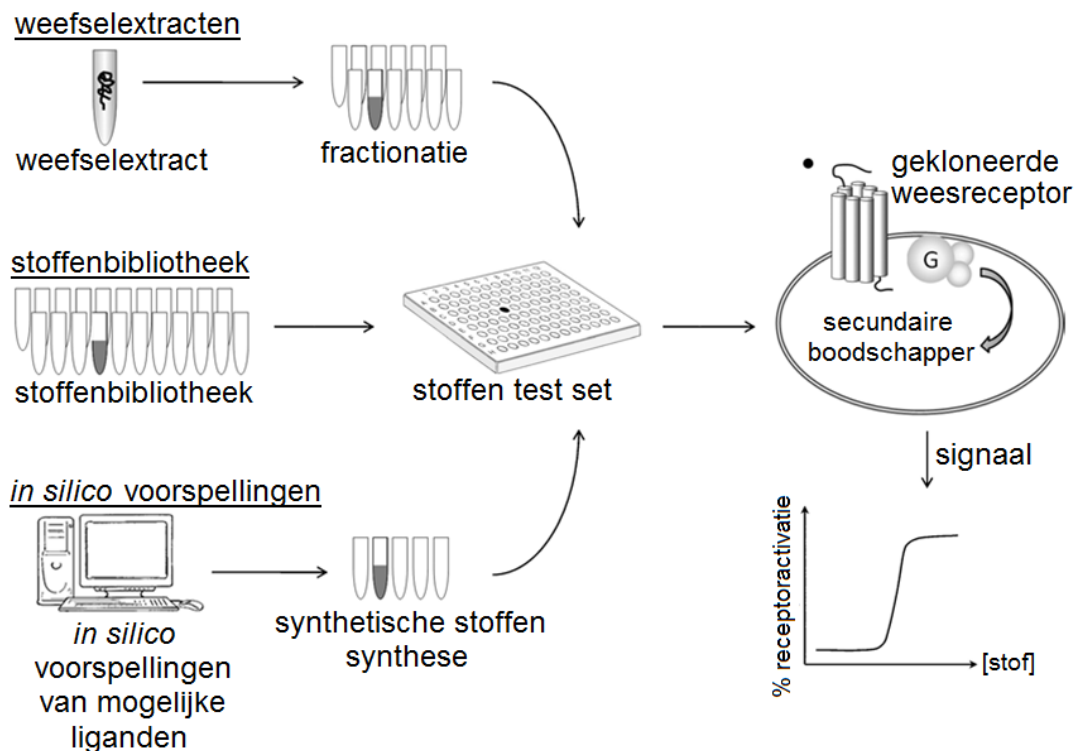 weefselextracten
weefselextract
fractionatie
stoffenbibliotheek
stoffenbibliotheek
stoffen test set
in silico voorspellingen
in silico
voorspellingen
van mogelijke
liganden
synthetische stoffen
synthese
gekloneerde
weesreceptor
G
secundaire
boodschapper
signaal
% receptoractivatie
[stof]